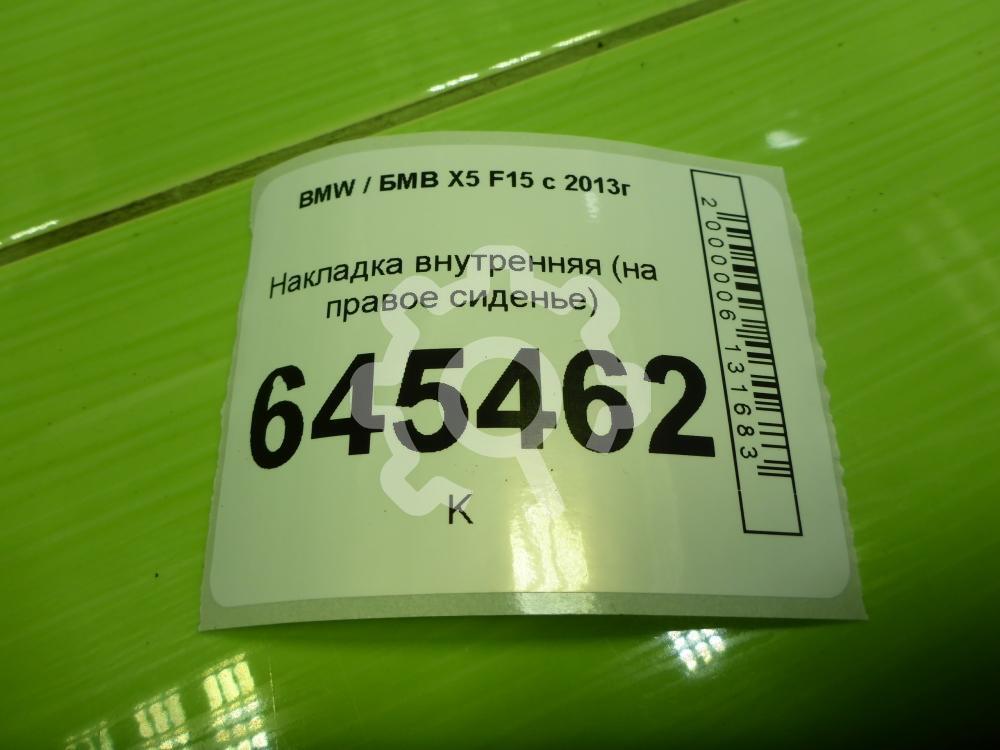 BMW / БМВ X5 F15 с 2013г
Накладка внутренняя (на
правое сиденье)
645462
К
2000006131683